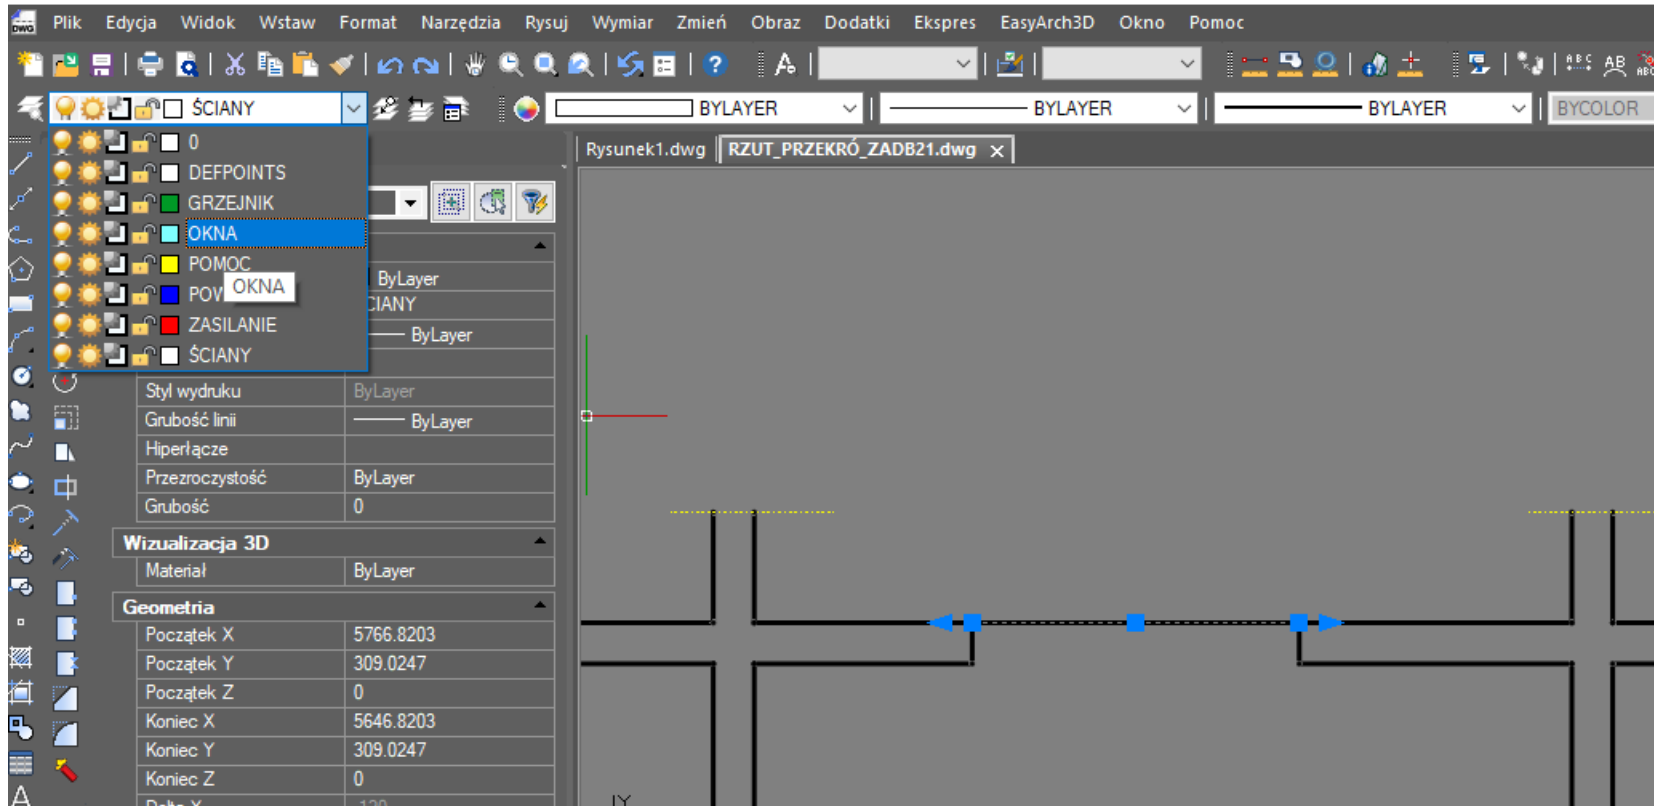 Plik Edycja Widok Wstaw Format Narzędzia Rysuj Wymiar Zmień Obraz Dodatki Ekspres EasyArch3D Okno Pomoc
ŚCIANY BYLAYER BYLAYER BYLAYER BYCOLOR
Rysunek1.dwg RZUT_PRZEKRÓ_ZADB21.dwg
0
DEFPOINTS
GRZEJNIK
OKNA
POMOC
OKNA
ZASILANIE
ŚCIANY
ByLayer
ByLayer
Styl wydruku ByLayer
Grubość linii ByLayer
Hiperłącze
Przezroczystość ByLayer
Grubość 0
Wizualizacja 3D
Materiał ByLayer
Geometria
Początek X 5766.8203
Początek Y 309.0247
Początek Z 0
Koniec X 5646.8203
Koniec Y 309.0247
Koniec Z 0